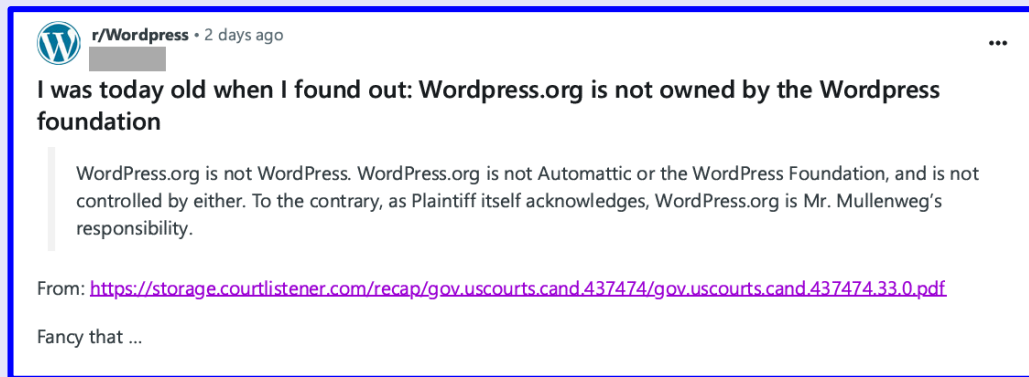 r/Wordpress • 2 days ago
I was today old when I found out: Wordpress.org is not owned by the Wordpress
foundation
WordPress.org is not WordPress. WordPress.org is not Automattic or the WordPress Foundation, and is not
controlled by either. To the contrary, as Plaintiff itself acknowledges, WordPress.org is Mr. Mullenweg’s
responsibility.
From: https://storage.courtlistener.com/recap/gov.uscourts.cand.437474/gov.uscourts.cand.437474.33.0.pdf
Fancy that ...